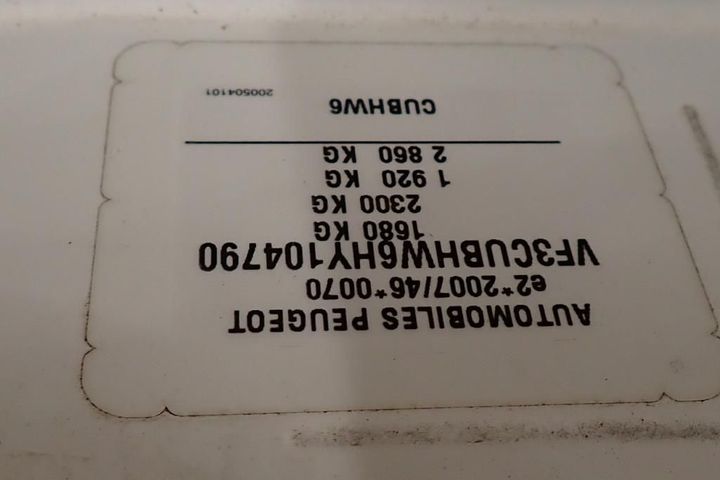 AUTOMOBILES PEUGEOT
e2*2007/46*0070
VF3CUBHW6HY104790
1680 KG
2300 KG
1 920 KG
2 860 KG
CUBHW6
200504101